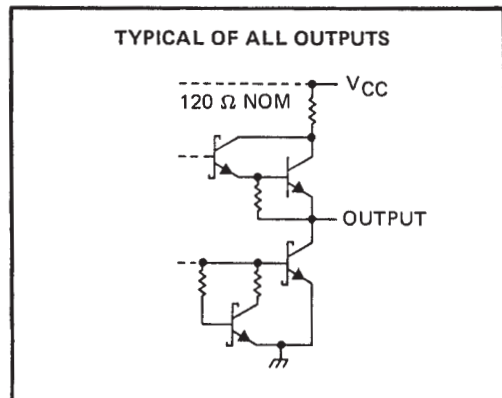 TYPICAL OF ALL OUTPUTS
VCC
120 Ω NOM
OUTPUT